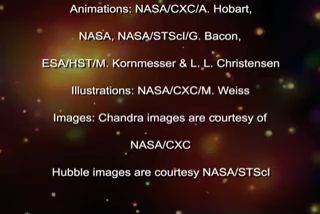 Animations: NASA/CXC/A. Hobart,
NASA, NASA/STScI/G. Bacon,
ESA/HST/M. Kornmesser & L. L. Christensen
Illustrations: NASA/CXC/M. Weiss
Images: Chandra images are courtesy of
NASA/CXC
Hubble images are courtesy NASA/STScI